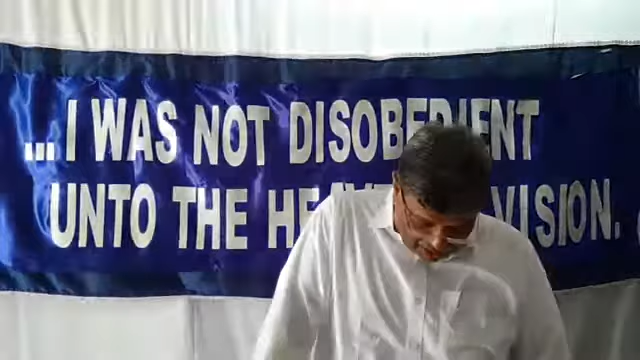 ...I WAS NOT DISOBEDIENT
UNTO THE VISION.